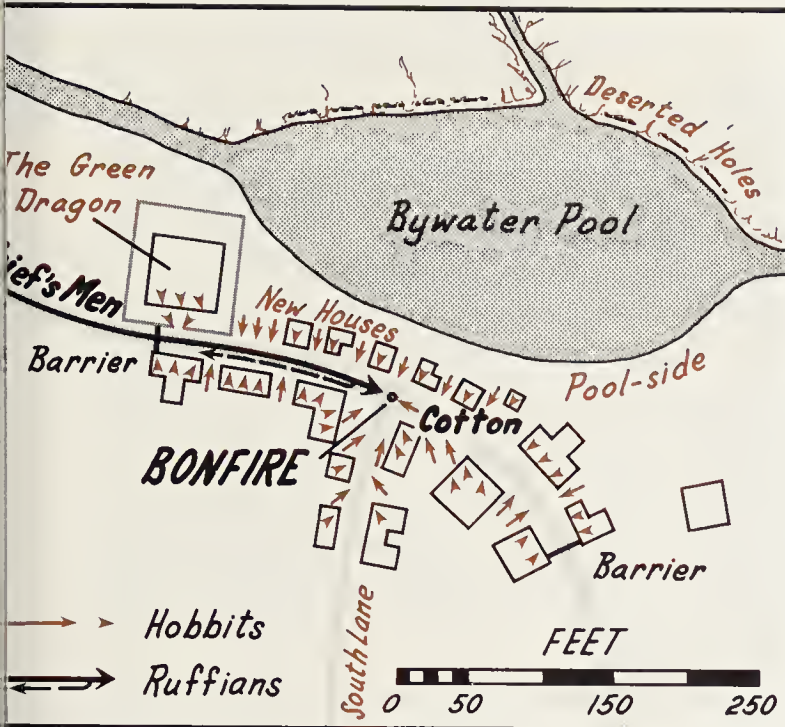 Deserted Holes
The Green
Dragon
Bywater Pool
ief's Men
New Houses
Barrier
Pool-side
Cotton
BONFIRE
Barrier
Hobbits
Ruffians
South Lane
FEET
0 50 150 250